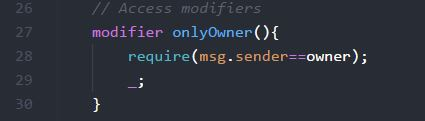 26 // Access modifiers
27 modifier onlyOwner(){
28 require(msg.sender==owner);
29 _;
30 }